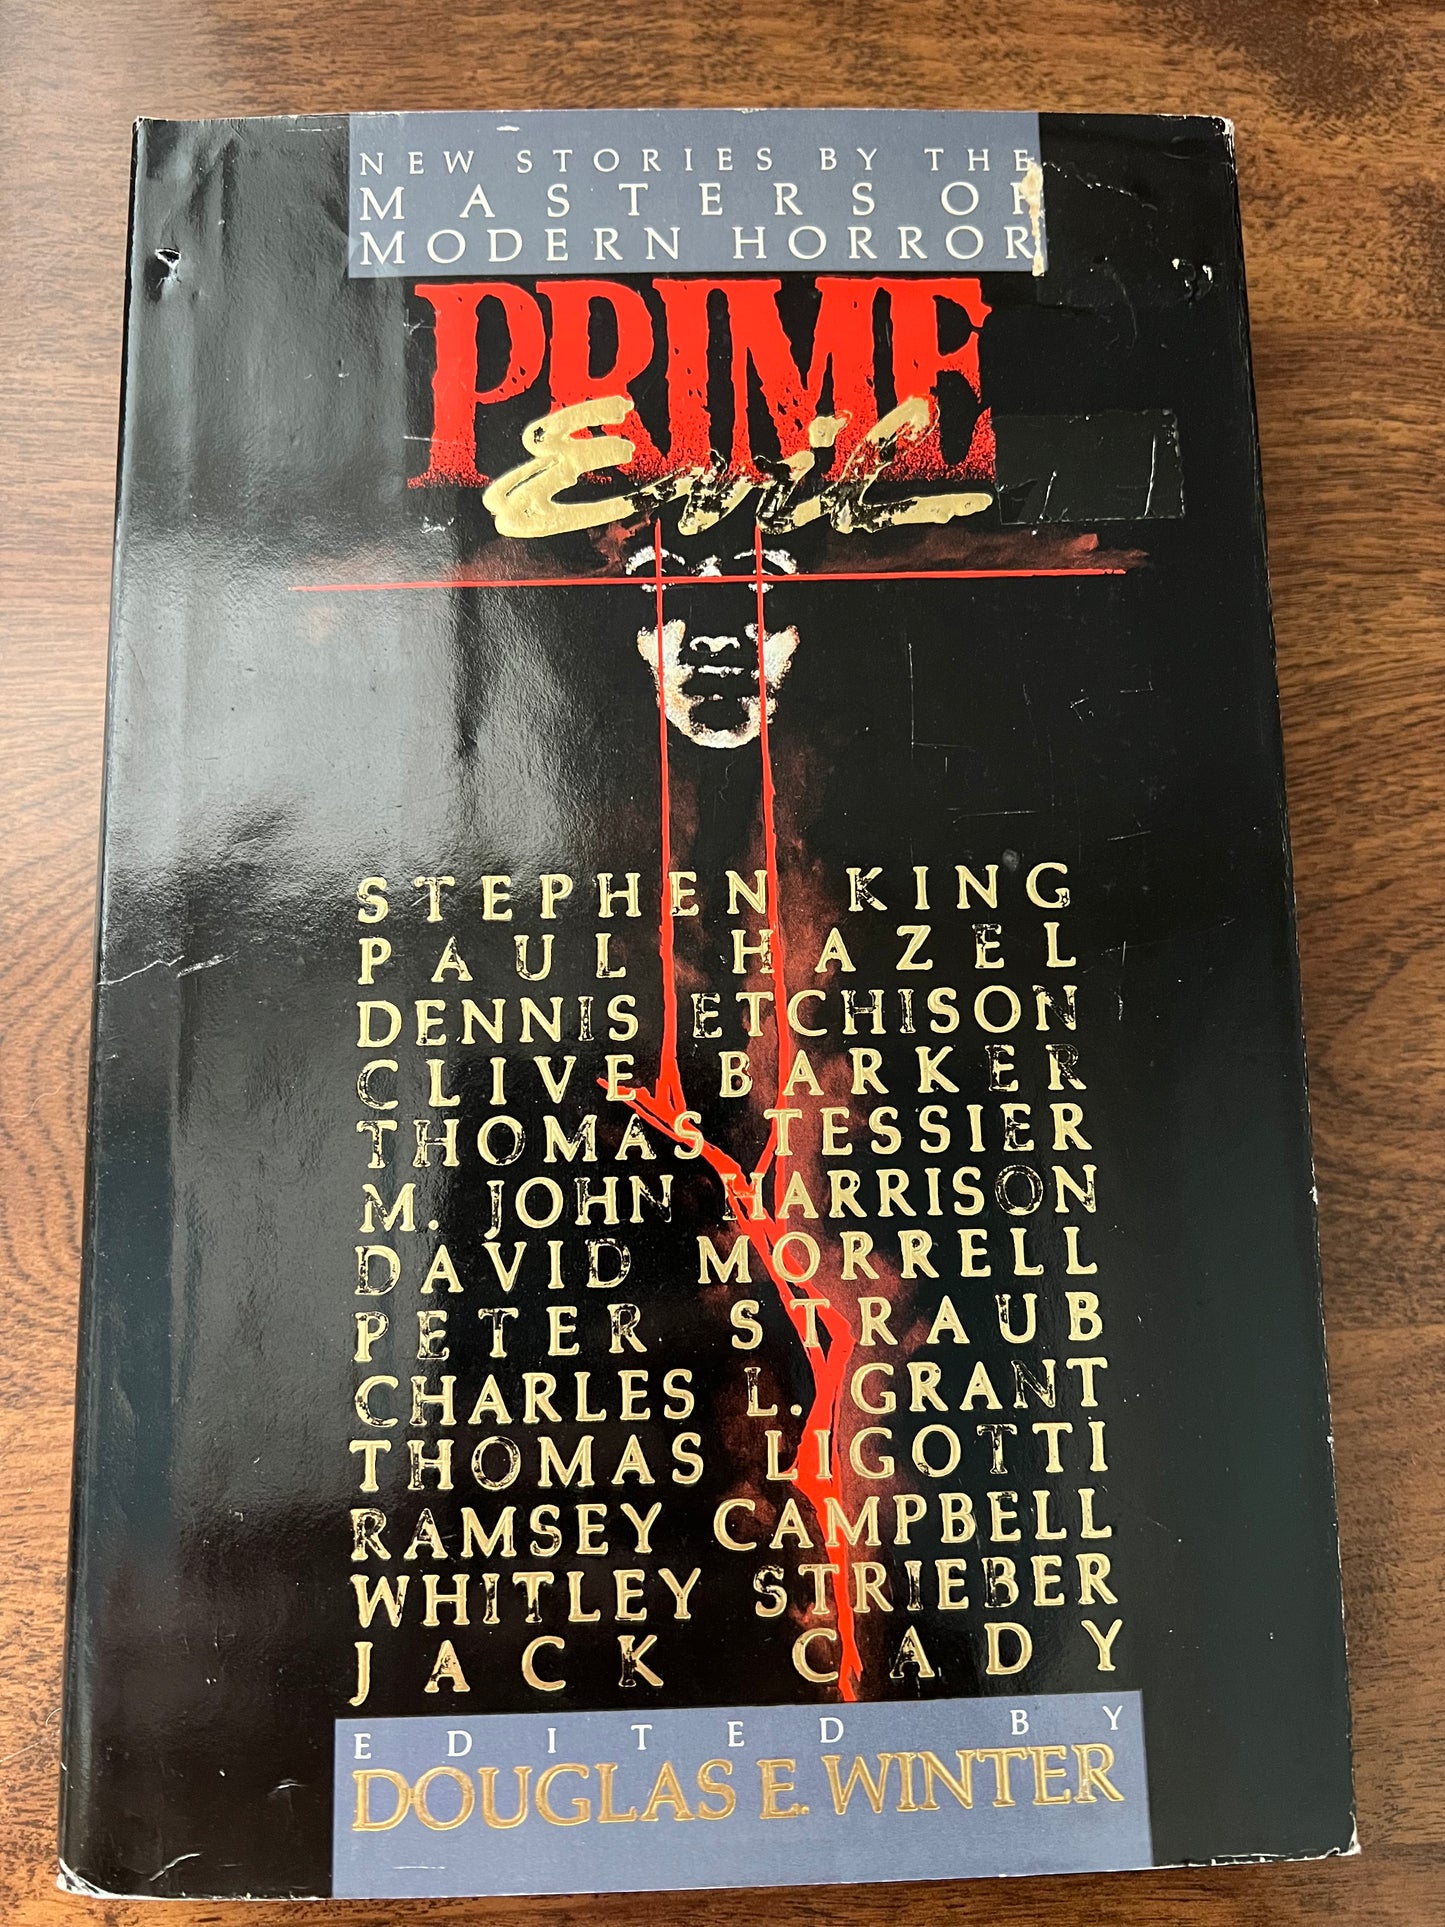 NEW STORIES BY THE
MASTERS OF
MODERN HORROR
PRIME
Evil
STEPHEN KING
PAUL HAZEL
DENNIS ETCHISON
CLIVE BARKER
THOMAS TESSIER
M. JOHN HARRISON
DAVID MORRELL
PETER STRAUB
CHARLES L. GRANT
THOMAS LIGOTTI
RAMSEY CAMPBELL
WHITLEY STRIEBER
JACK CADY
EDITED BY
DOUGLAS E. WINTER